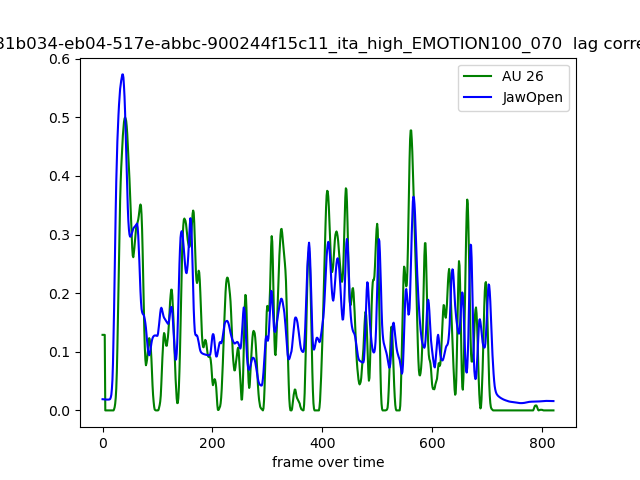 31b034-eb04-517e-abbc-900244f15c11_ita_high_EMOTION100_070 lag corre
0.6
AU 26
JawOpen
0.5
0.4
0.3
0.2
0.1
0.0
0 200 400 600 800
frame over time